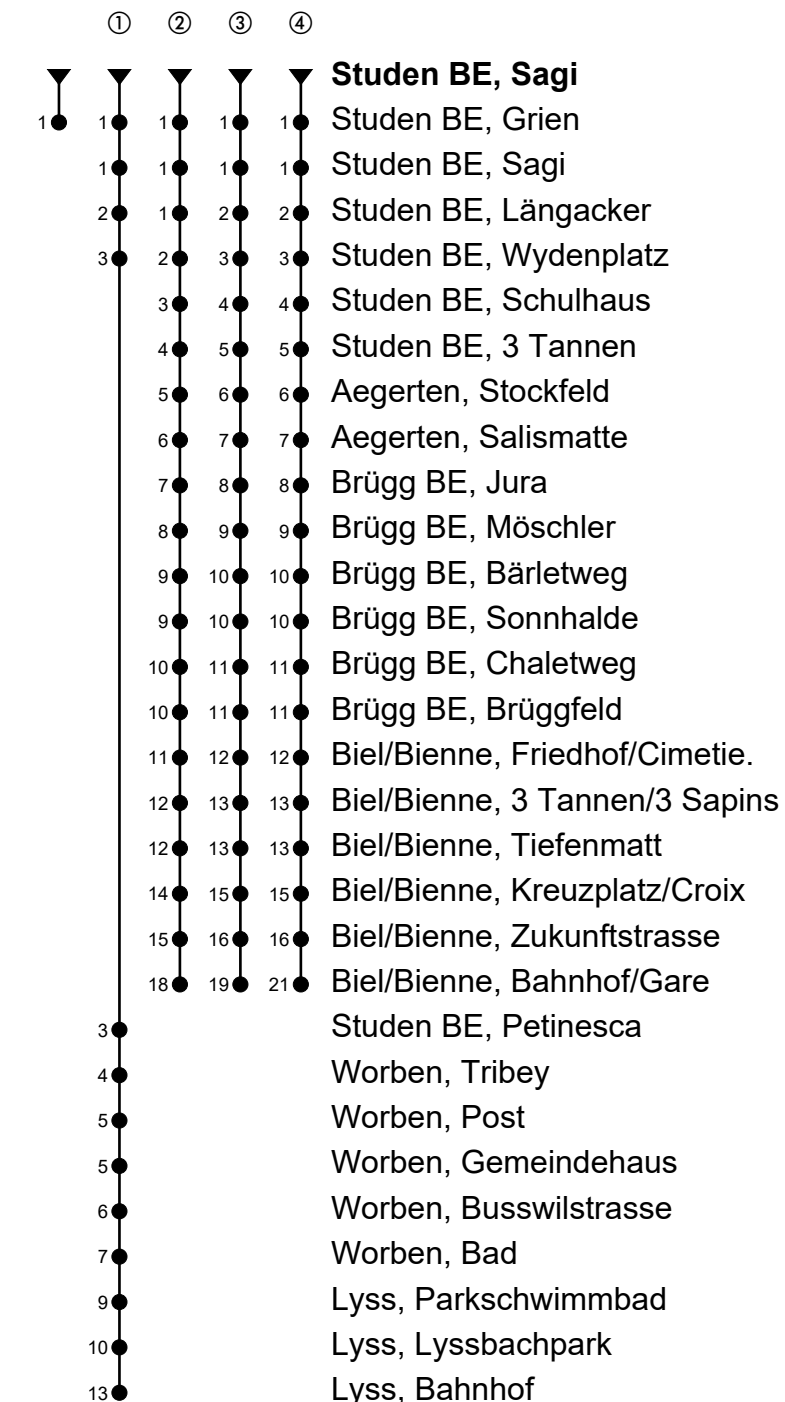 ① ② ③ ④
Studen BE, Sagi
1 1 1 1 1 Studen BE, Grien
1 1 1 1 Studen BE, Sagi
2 1 2 2 Studen BE, Längacker
3 2 3 3 Studen BE, Wydenplatz
3 4 4 Studen BE, Schulhaus
4 5 5 Studen BE, 3 Tannen
5 6 6 Aegerten, Stockfeld
6 7 7 Aegerten, Salismatte
7 8 8 Brügg BE, Jura
8 9 9 Brügg BE, Möschler
9 10 10 Brügg BE, Bärletweg
9 10 10 Brügg BE, Sonnhalde
10 11 11 Brügg BE, Chaletweg
10 11 11 Brügg BE, Brüggfeld
11 12 12 Biel/Bienne, Friedhof/Cimetie.
12 13 13 Biel/Bienne, 3 Tannen/3 Sapins
12 13 13 Biel/Bienne, Tiefenmatt
14 15 15 Biel/Bienne, Kreuzplatz/Croix
15 16 16 Biel/Bienne, Zukunftstrasse
18 19 21 Biel/Bienne, Bahnhof/Gare
3 Studen BE, Petinesca
4 Worben, Tribey
5 Worben, Post
5 Worben, Gemeindehaus
6 Worben, Busswilstrasse
7 Worben, Bad
9 Lyss, Parkschwimmbad
10 Lyss, Lyssbachpark
13 Lyss, Bahnhof